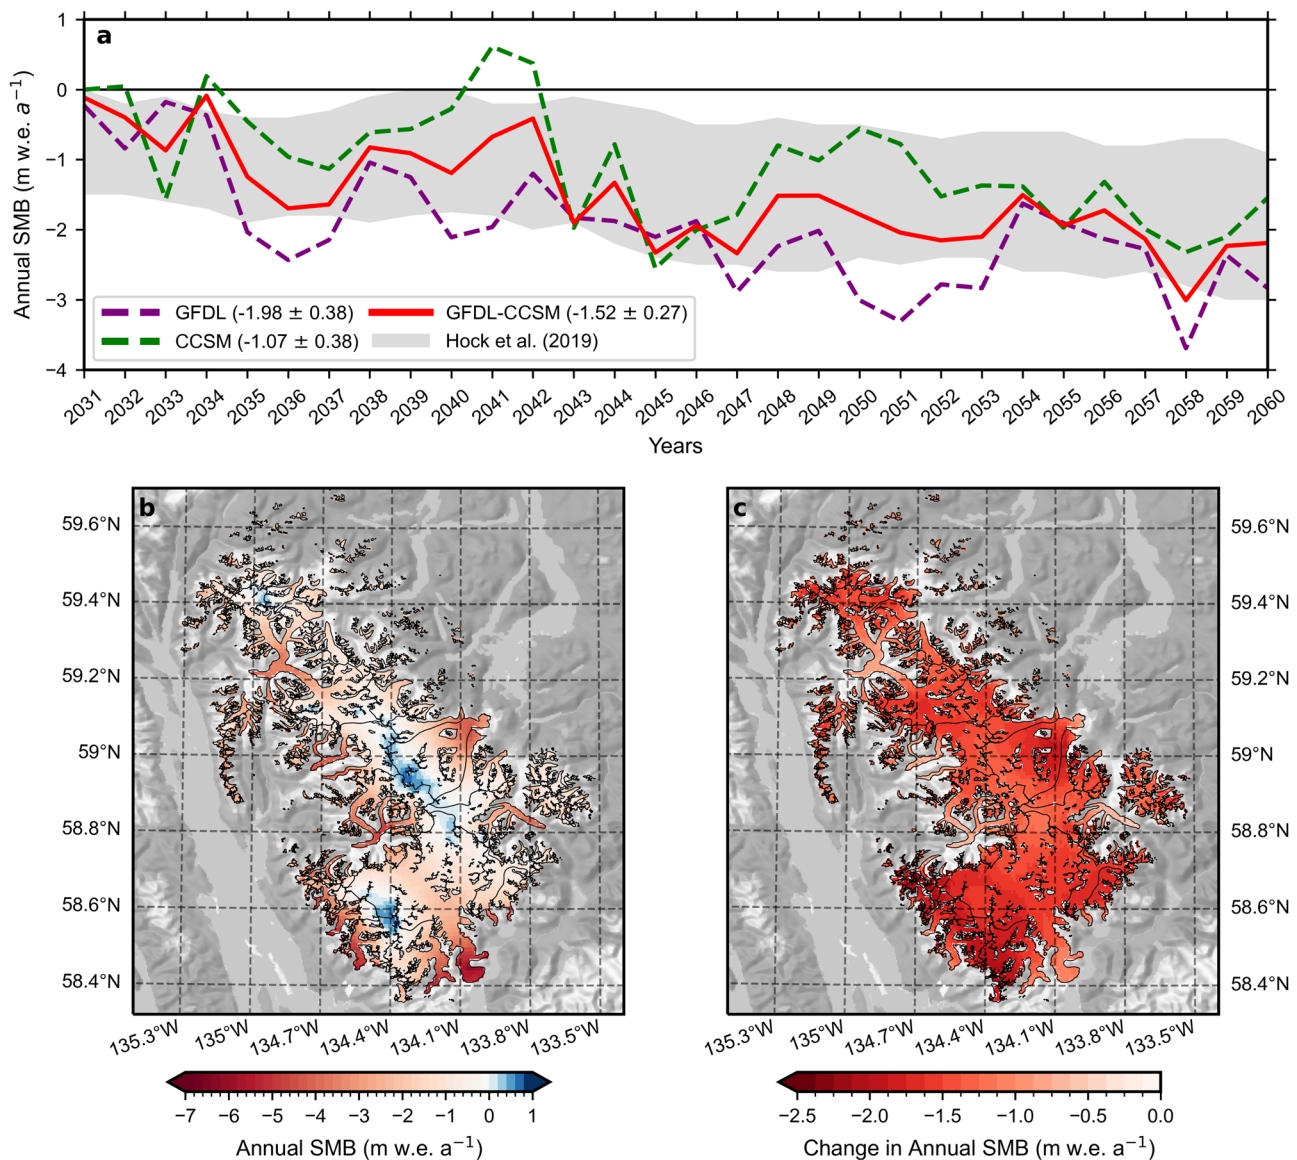 a
Annual SMB (m w.e. a⁻¹)
1
0
−1
−2
−3
−4
GFDL (-1.98 ± 0.38)
CCSM (-1.07 ± 0.38)
GFDL-CCSM (-1.52 ± 0.27)
Hock et al. (2019)
2031 2032 2033 2034 2035 2036 2037 2038 2039 2040 2041 2042 2043 2044 2045 2046 2047 2048 2049 2050 2051 2052 2053 2054 2055 2056 2057 2058 2059 2060
Years
b
59.6°N
59.4°N
59.2°N
59°N
58.8°N
58.6°N
58.4°N
135.3°W 135°W 134.7°W 134.4°W 134.1°W 133.8°W 133.5°W
−7 −6 −5 −4 −3 −2 −1 0 1
Annual SMB (m w.e. a⁻¹)
c
59.6°N
59.4°N
59.2°N
59°N
58.8°N
58.6°N
58.4°N
135.3°W 135°W 134.7°W 134.4°W 134.1°W 133.8°W 133.5°W
−2.5 −2.0 −1.5 −1.0 −0.5 0.0
Change in Annual SMB (m w.e. a⁻¹)